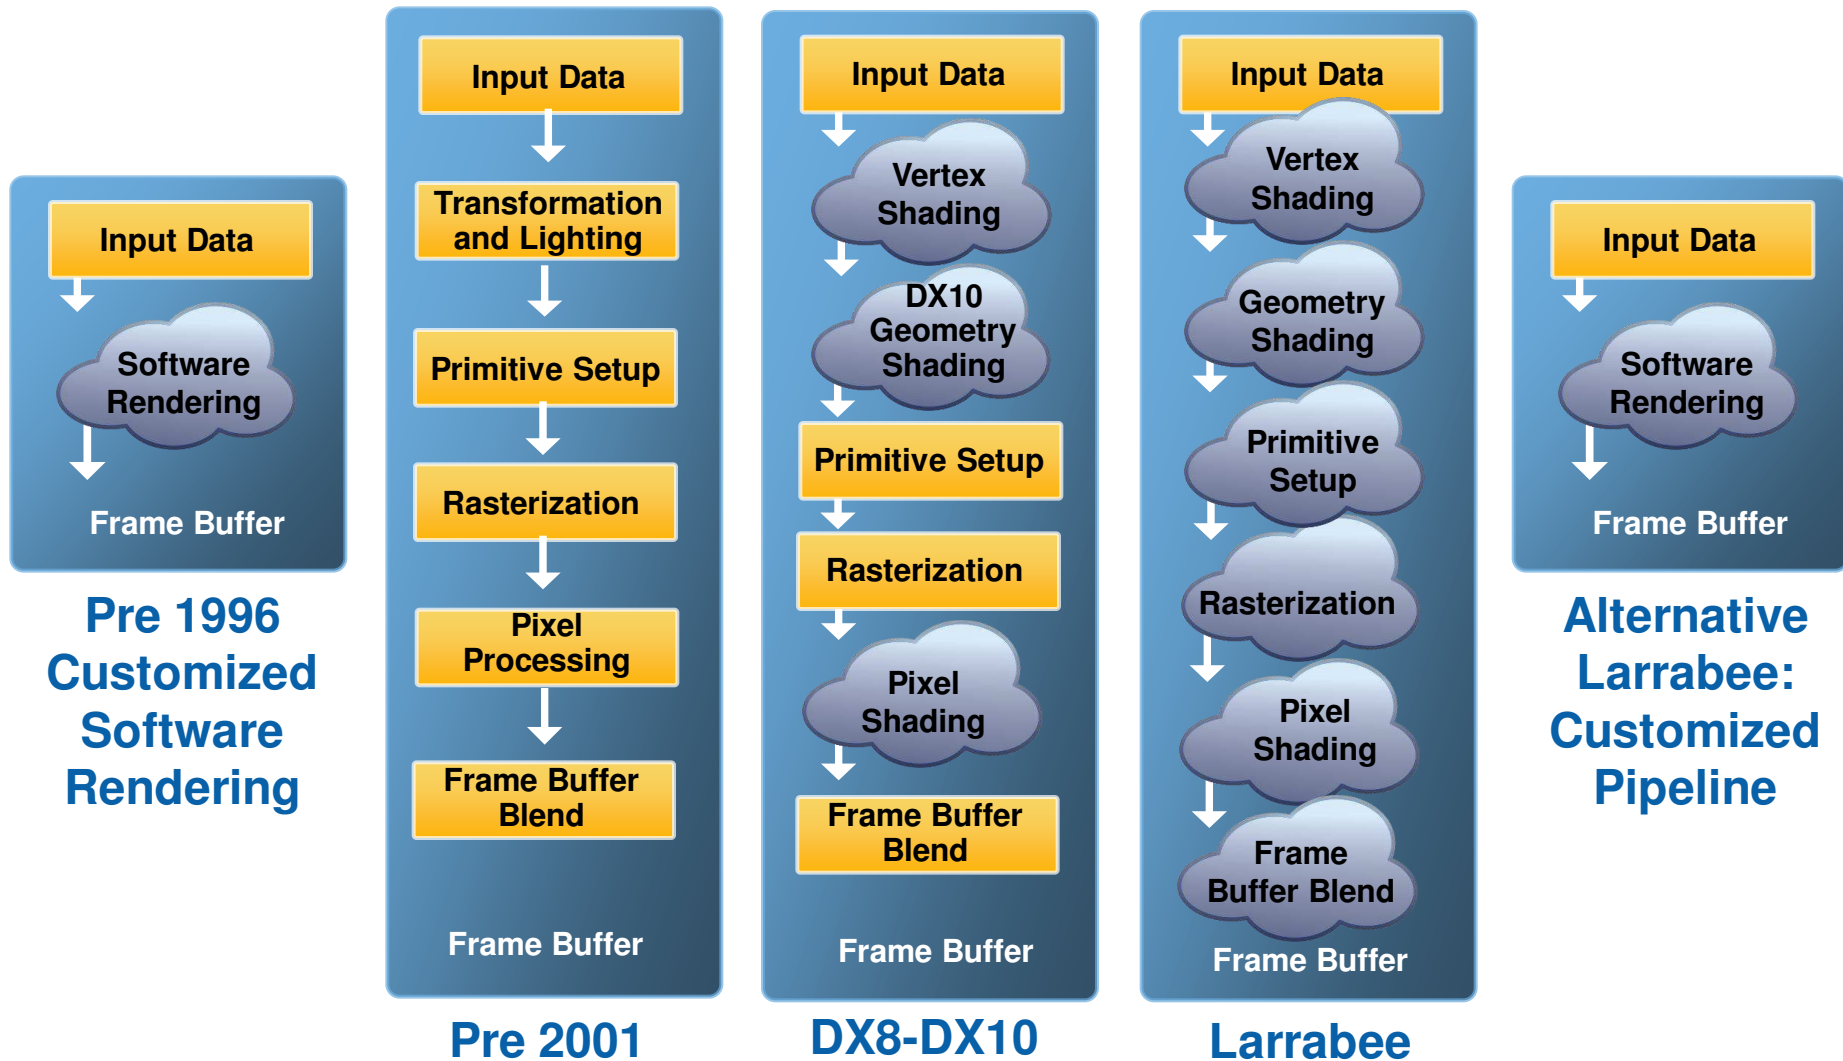 Input Data
Software
Rendering
Frame Buffer
Pre 1996
Customized
Software
Rendering
Input Data
Transformation
and Lighting
Primitive Setup
Rasterization
Pixel
Processing
Frame Buffer
Blend
Frame Buffer
Pre 2001
Input Data
Vertex
Shading
DX10
Geometry
Shading
Primitive Setup
Rasterization
Pixel
Shading
Frame Buffer
Blend
Frame Buffer
DX8-DX10
Input Data
Vertex
Shading
Geometry
Shading
Primitive
Setup
Rasterization
Pixel
Shading
Frame
Buffer Blend
Frame Buffer
Larrabee
Input Data
Software
Rendering
Frame Buffer
Alternative
Larrabee:
Customized
Pipeline